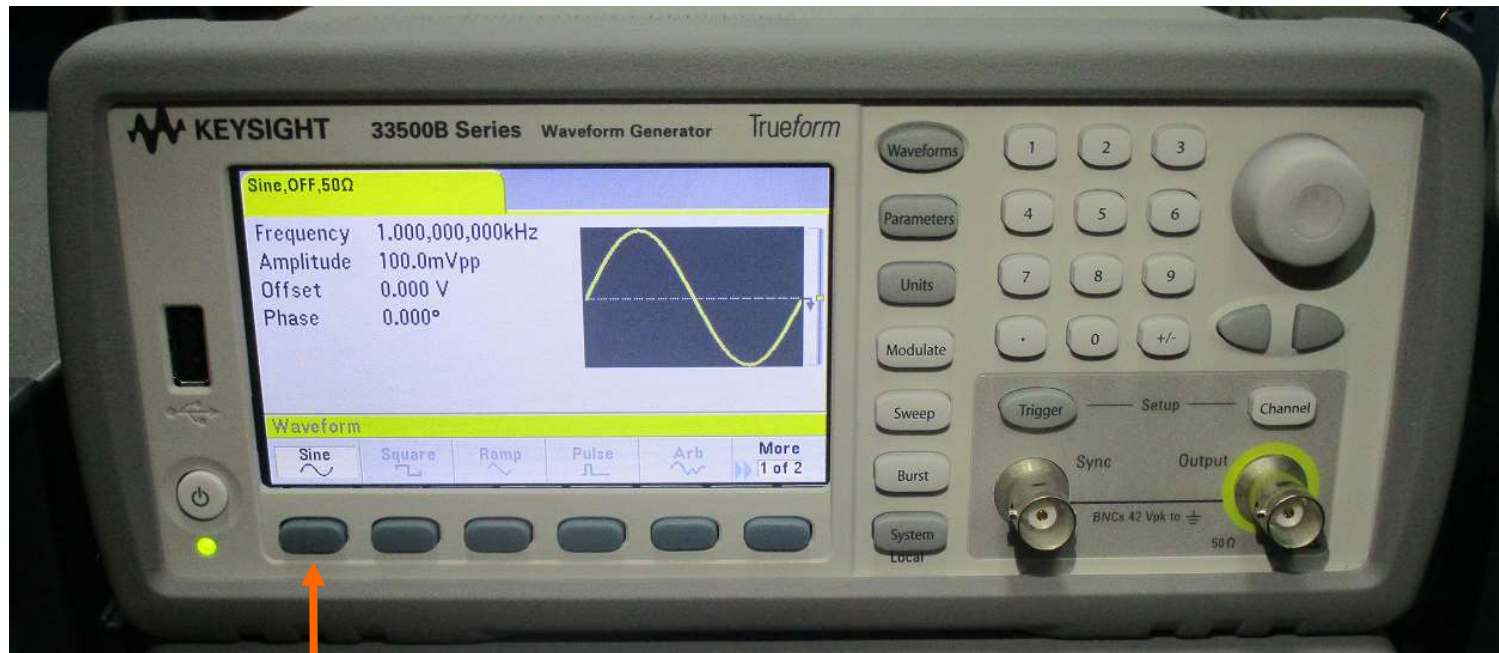 KEYSIGHT 33500B Series Waveform Generator Trueform
Sine,OFF,50Ω
Frequency 1.000,000,000kHz
Amplitude 100.0mVpp
Offset 0.000 V
Phase 0.000°
Waveform
Sine Square Ramp Pulse Arb More
1 of 2
Waveforms
Parameters
Units
Modulate
Sweep
Burst
System
Local
1 2 3
4 5 6
7 8 9
. 0 +/-
Trigger Setup Channel
Sync Output
BNCs 42 Vpk to ⏚
50Ω